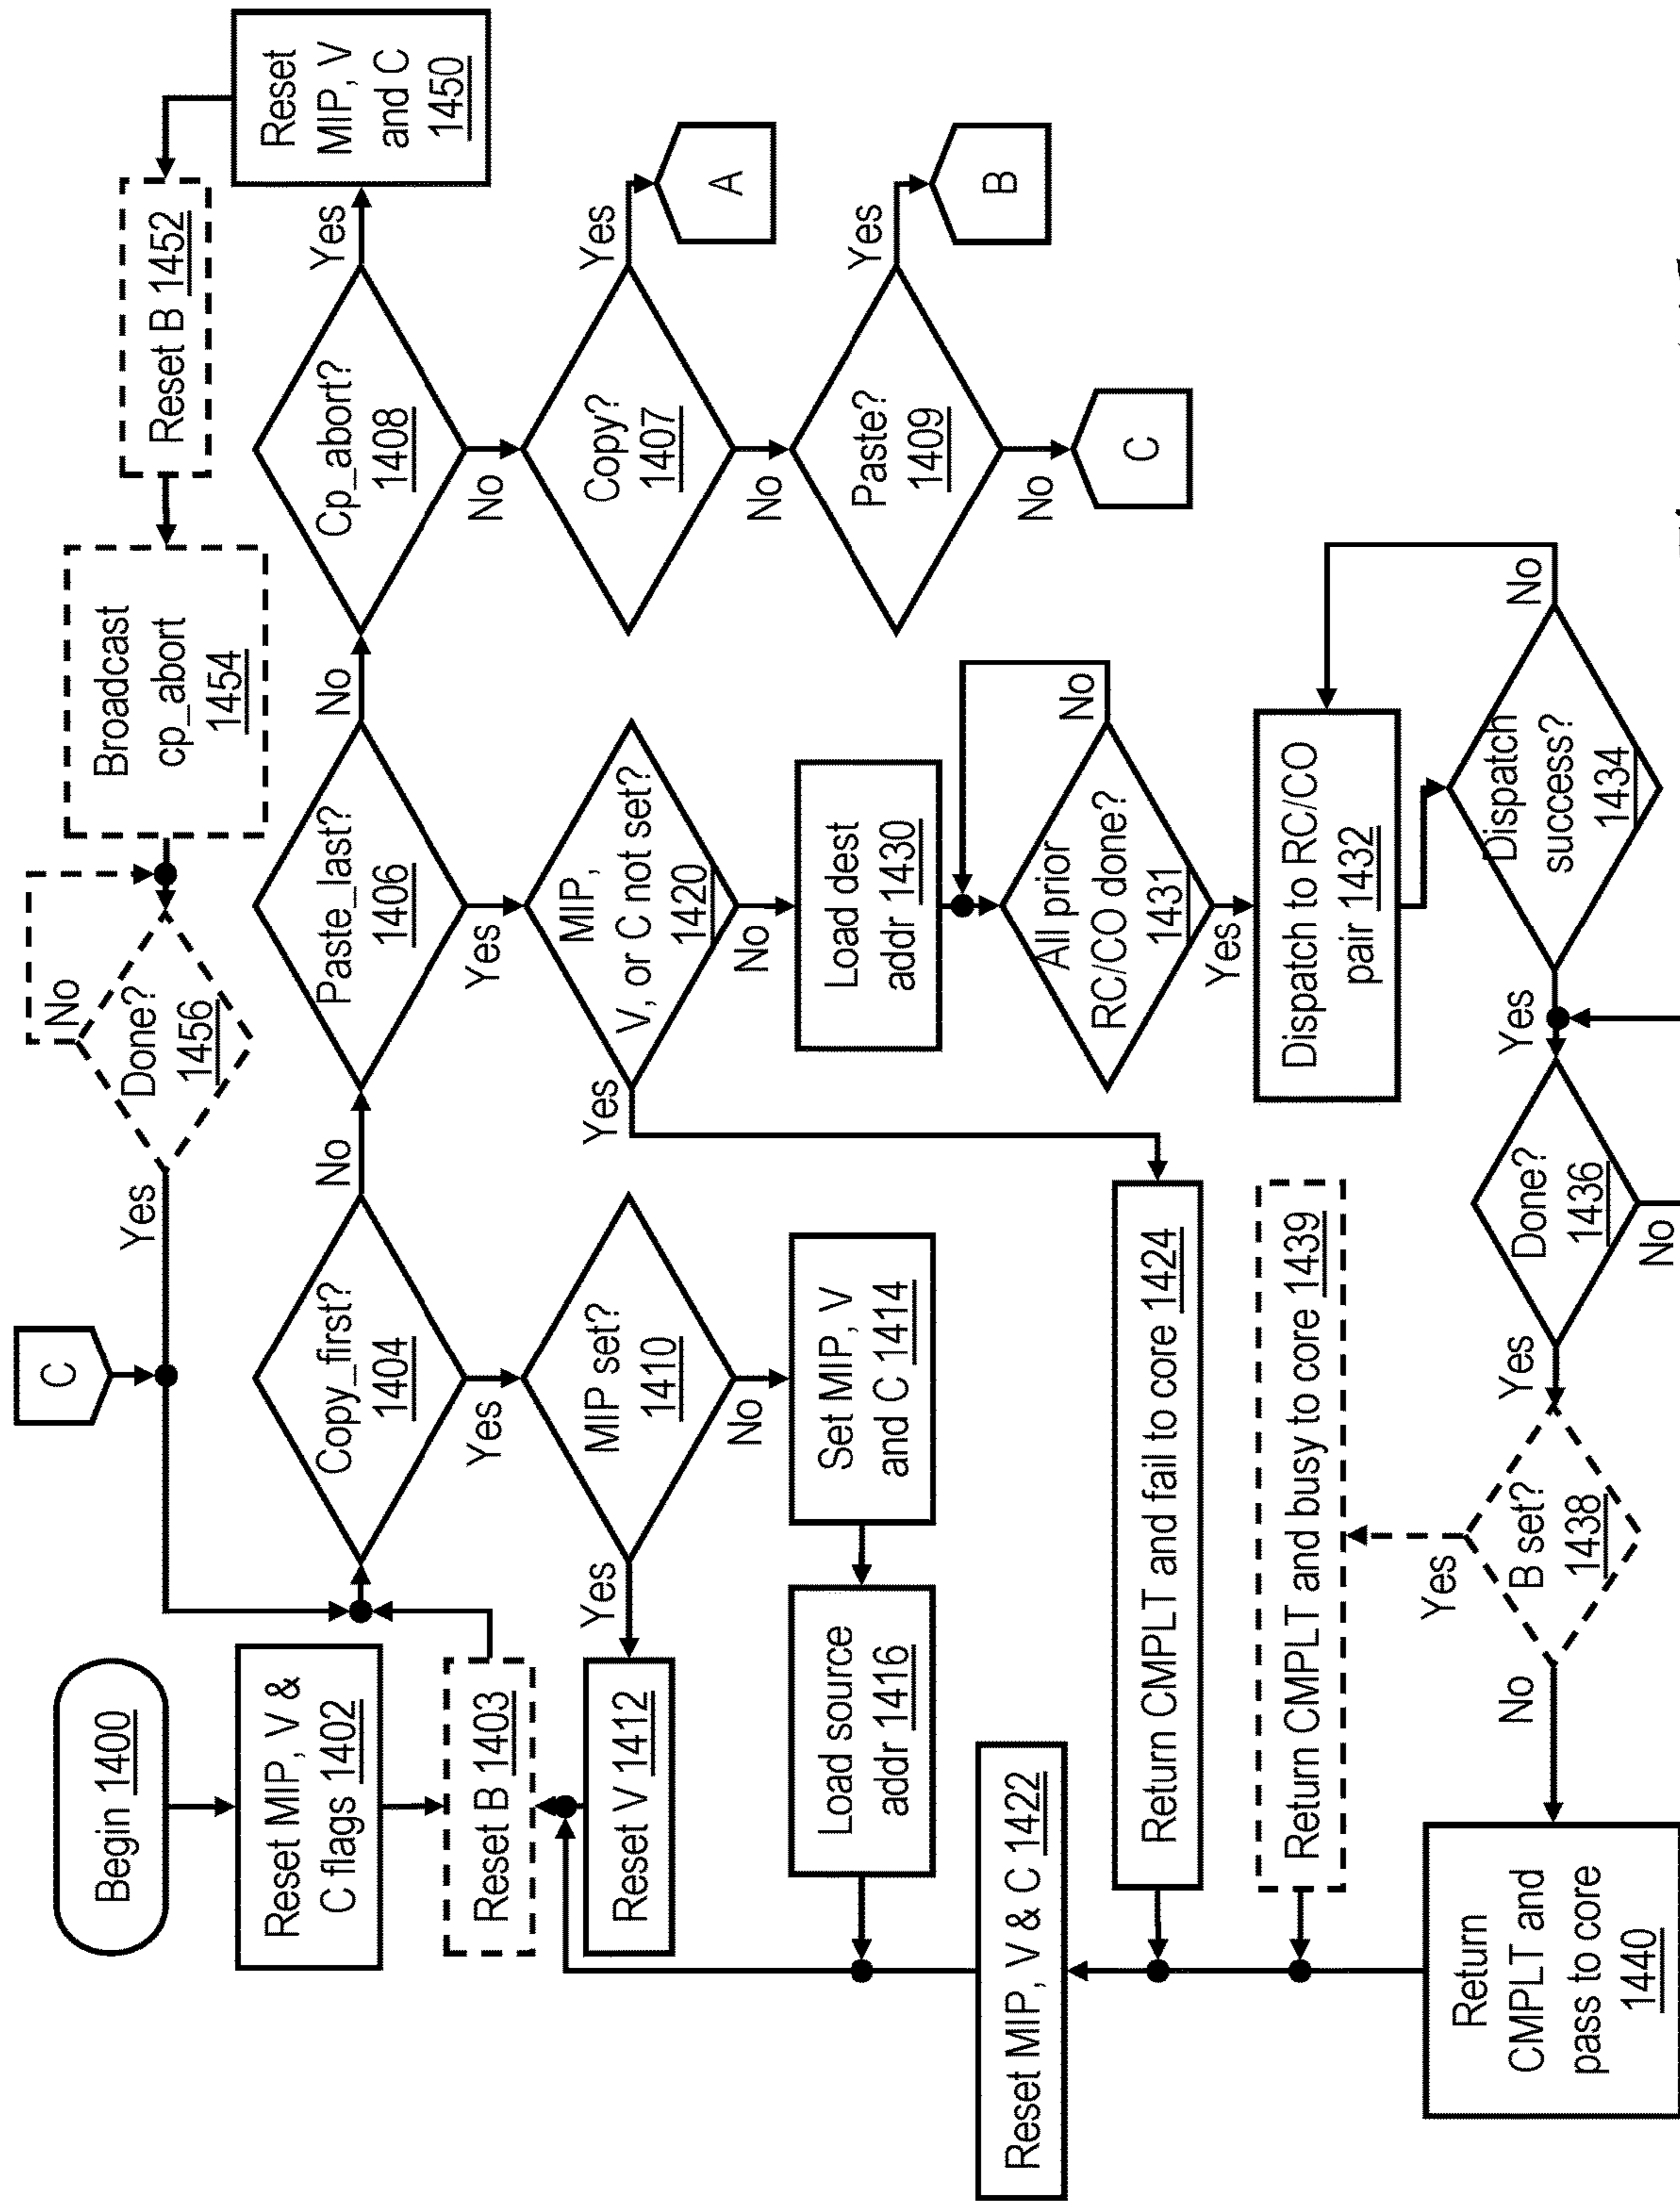 Begin 1400
Reset MIP, V &
C flags 1402
Reset B 1403
C
Copy_first?
1404
Yes
No
MIP set?
1410
Yes
No
Reset V 1412
Set MIP, V
and C 1414
Load source
addr 1416
Paste_last?
1406
Yes
No
MIP,
V, or C not set?
1420
Yes
No
Return CMPLT and fail to core 1424
Reset MIP, V & C 1422
Load dest
addr 1430
All prior
RC/CO done?
1431
No
Yes
Dispatch to RC/CO
pair 1432
Dispatch
success?
1434
No
Yes
Done?
1436
No
Yes
B set?
1438
Yes
No
Return CMPLT and busy to core 1439
Return
CMPLT and
pass to core
1440
Cp_abort?
1408
Yes
No
Reset
MIP, V
and C
1450
Reset B 1452
Broadcast
cp_abort
1454
Done?
1456
No
Yes
Copy?
1407
Yes
No
A
Paste?
1409
Yes
No
B
C